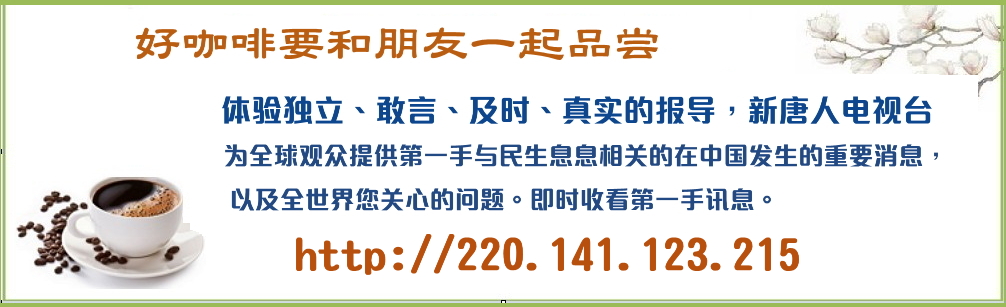 好咖啡要和朋友一起品尝
体验独立、敢言、及时、真实的报导，新唐人电视台
为全球观众提供第一手与民生息息相关的在中国发生的重要消息，
以及全世界您关心的问题。即时收看第一手讯息。
http://220.141.123.215